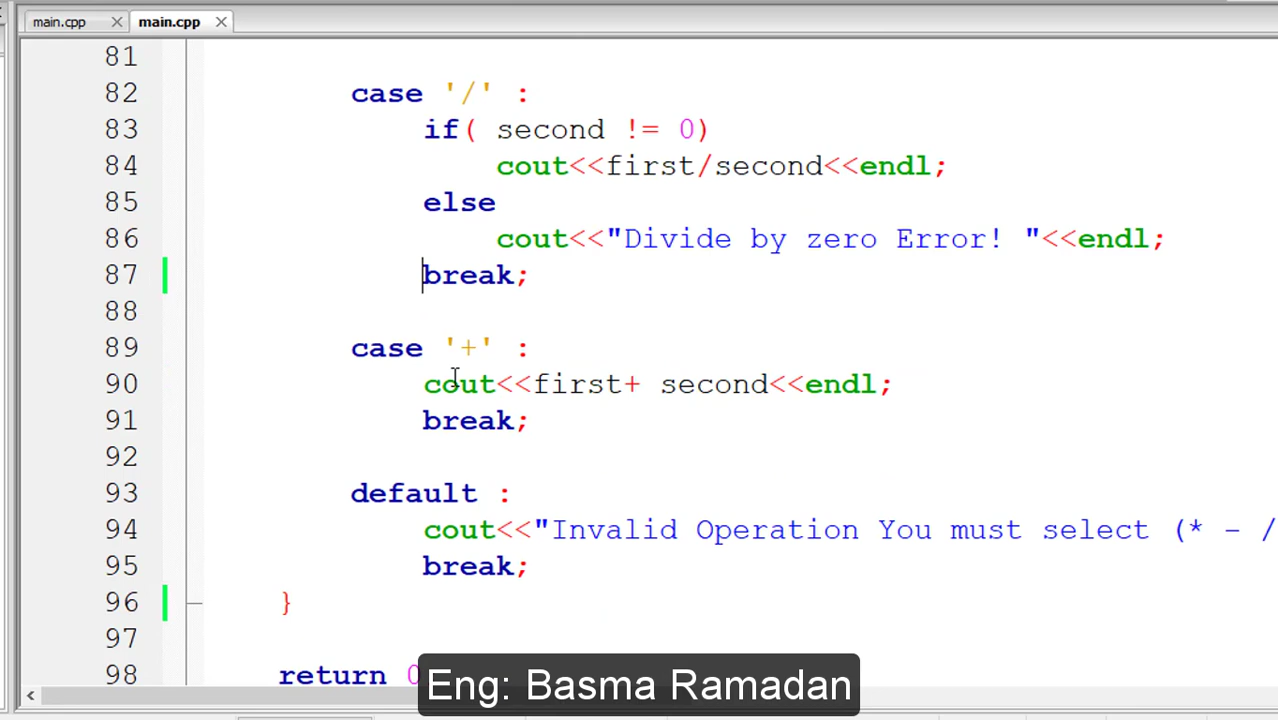 main.cpp main.cpp
81
82 case '/' :
83 if( second != 0)
84 cout<<first/second<<endl;
85 else
86 cout<<"Divide by zero Error! "<<endl;
87 break;
88
89 case '+' :
90 cout<<first+ second<<endl;
91 break;
92
93 default :
94 cout<<"Invalid Operation You must select (* - /
95 break;
96 }
97
98 return 0
Eng: Basma Ramadan